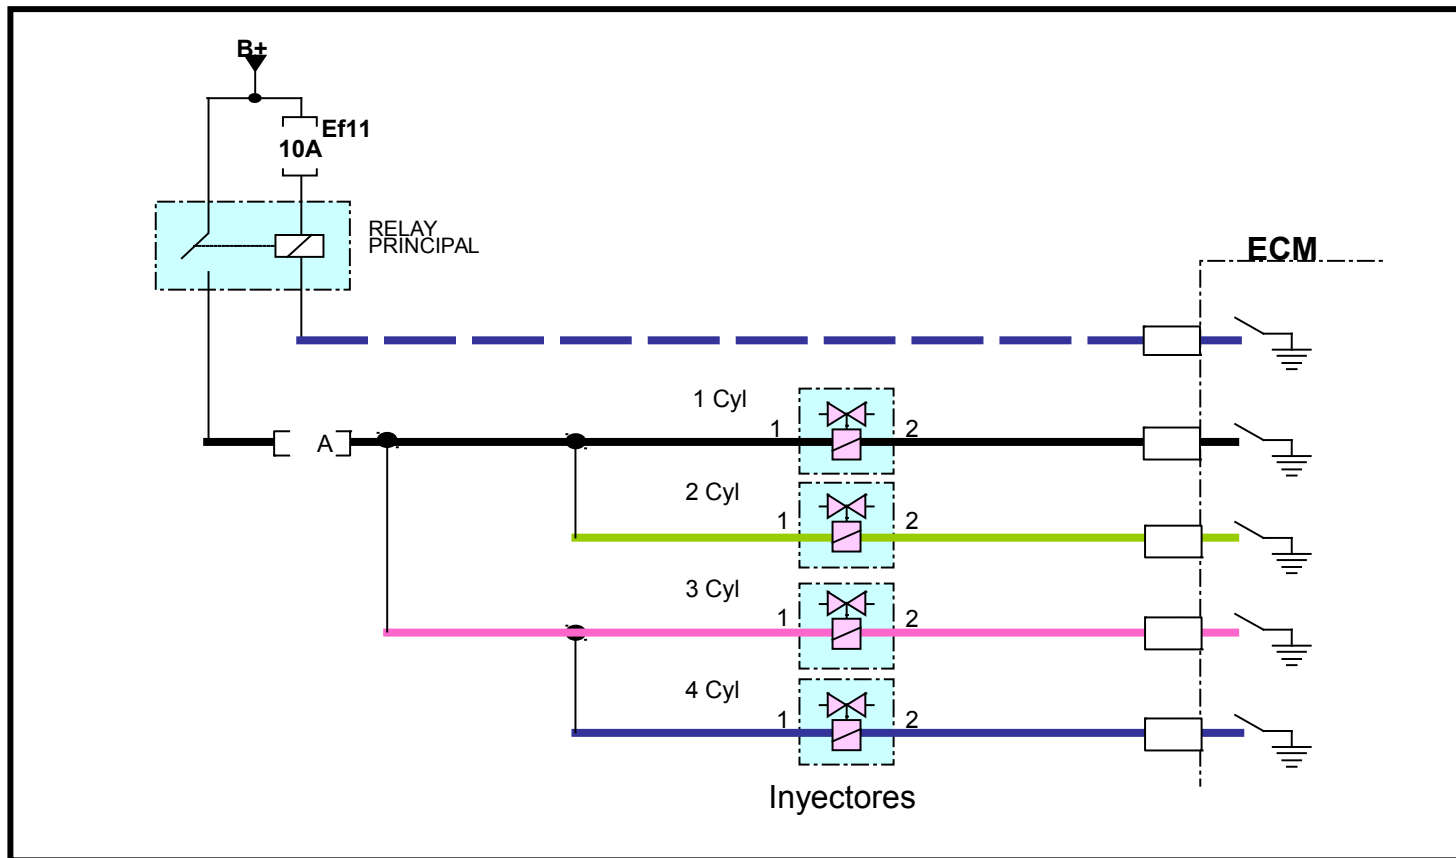 B+
Ef11
10A
RELAY
PRINCIPAL
ECM
1 Cyl
1
2
A
2 Cyl
1
2
3 Cyl
1
2
4 Cyl
1
2
Inyectores